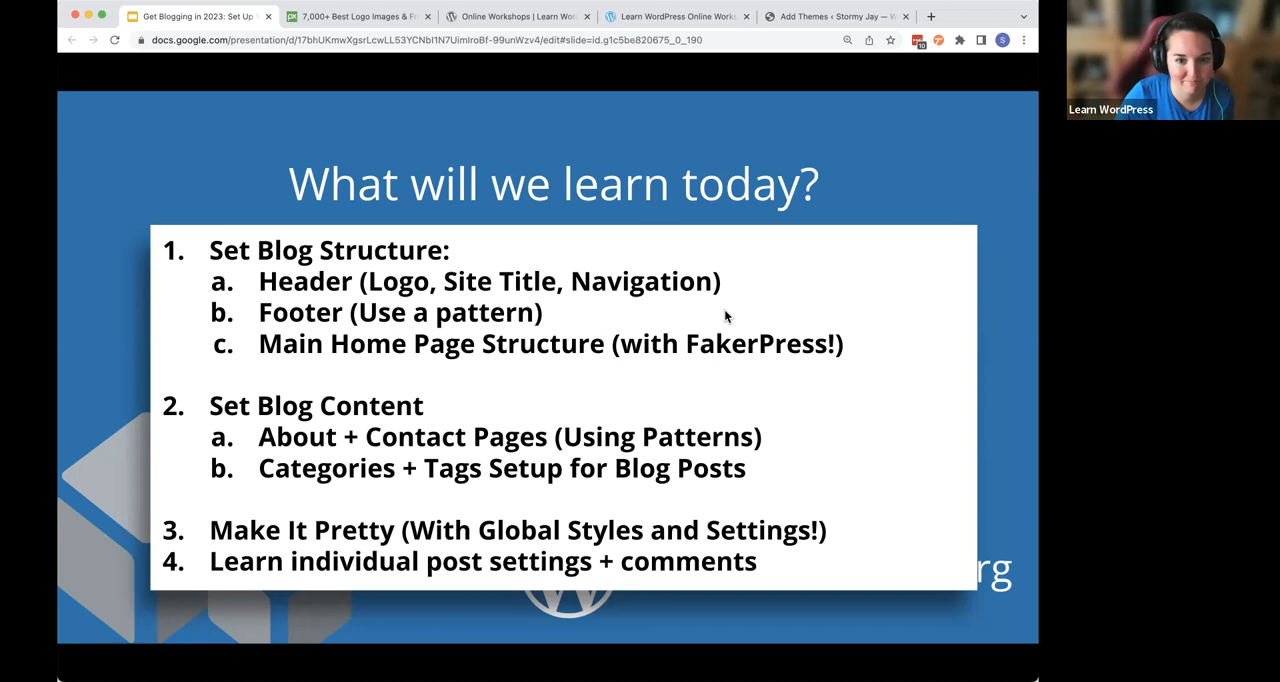 Get Blogging in 2023: Set Up
7,000+ Best Logo Images & F
Online Workshops | Learn Wor
Learn WordPress Online Works
Add Themes ‹ Stormy Jay — W
docs.google.com/presentation/d/17bhUKmwXgsrLcwLL53YCNbI1N7UimIroBf-99unWzv4/edit#slide=id.g1c5be820675_0_190
10
S
Learn WordPress
What will we learn today?
1. Set Blog Structure:
a. Header (Logo, Site Title, Navigation)
b. Footer (Use a pattern)
c. Main Home Page Structure (with FakerPress!)
2. Set Blog Content
a. About + Contact Pages (Using Patterns)
b. Categories + Tags Setup for Blog Posts
3. Make It Pretty (With Global Styles and Settings!)
4. Learn individual post settings + comments
rg